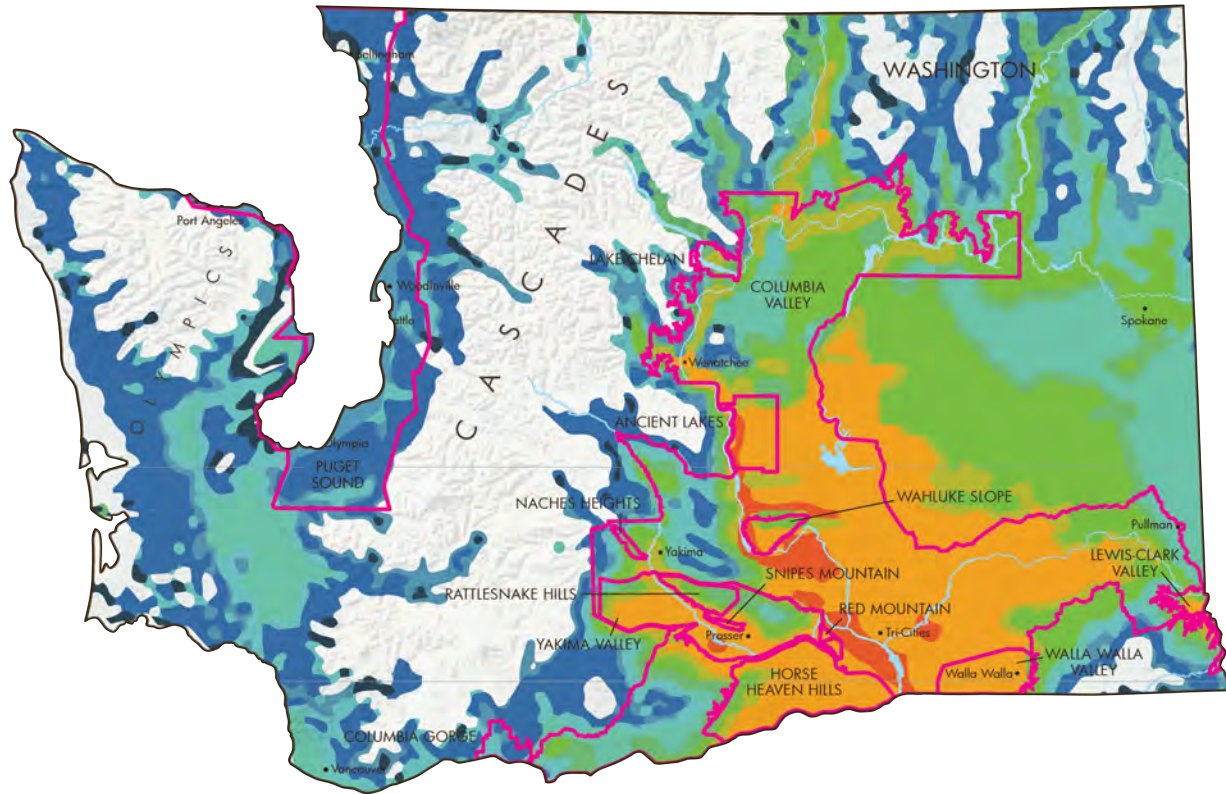 WASHINGTON
CASCADES
OLYMPICS
Port Angeles
Woodinville
LAKE CHELAN
COLUMBIA
VALLEY
Spokane
Wenatchee
ANCIENT LAKES
Olympia
PUGET
SOUND
NACHES HEIGHTS
WAHLUKE SLOPE
Pullman
Yakima
LEWIS-CLARK
VALLEY
SNIPES MOUNTAIN
RATTLESNAKE HILLS
RED MOUNTAIN
Tri-Cities
YAKIMA VALLEY
Prosser
WALLA WALLA
VALLEY
Walla Walla
HORSE
HEAVEN HILLS
COLUMBIA GORGE
Vancouver